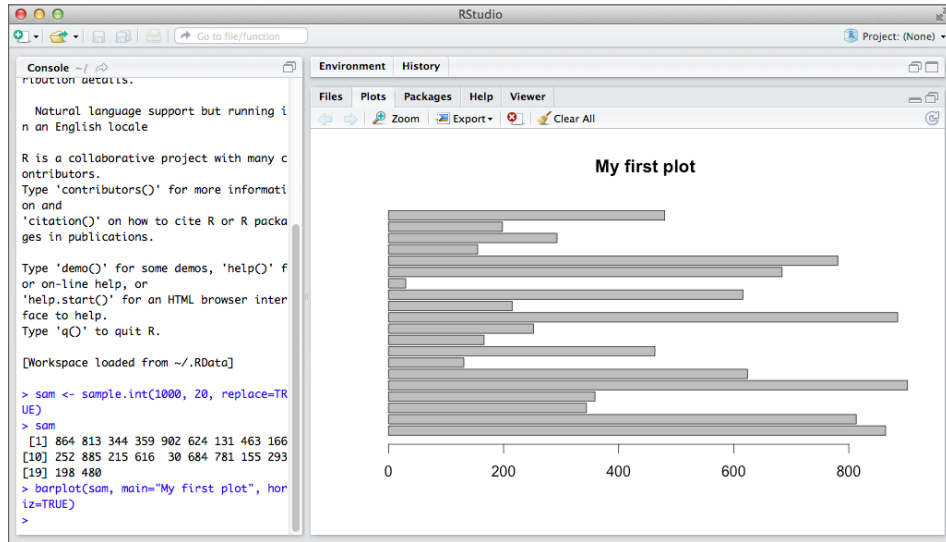 RStudio
Go to file/function
Project: (None)
Console ~/
ribution details.
Natural language support but running i
n an English locale
R is a collaborative project with many c
ontributors.
Type 'contributors()' for more informati
on and
'citation()' on how to cite R or R packa
ges in publications.
Type 'demo()' for some demos, 'help()' f
or on-line help, or
'help.start()' for an HTML browser inter
face to help.
Type 'q()' to quit R.
[Workspace loaded from ~/.RData]
> sam <- sample.int(1000, 20, replace=TR
UE)
> sam
[1] 864 813 344 359 902 624 131 463 166
[10] 252 885 215 616 30 684 781 155 293
[19] 198 480
> barplot(sam, main="My first plot", hor
iz=TRUE)
>
Environment History
Files Plots Packages Help Viewer
Zoom Export Clear All
My first plot
0 200 400 600 800